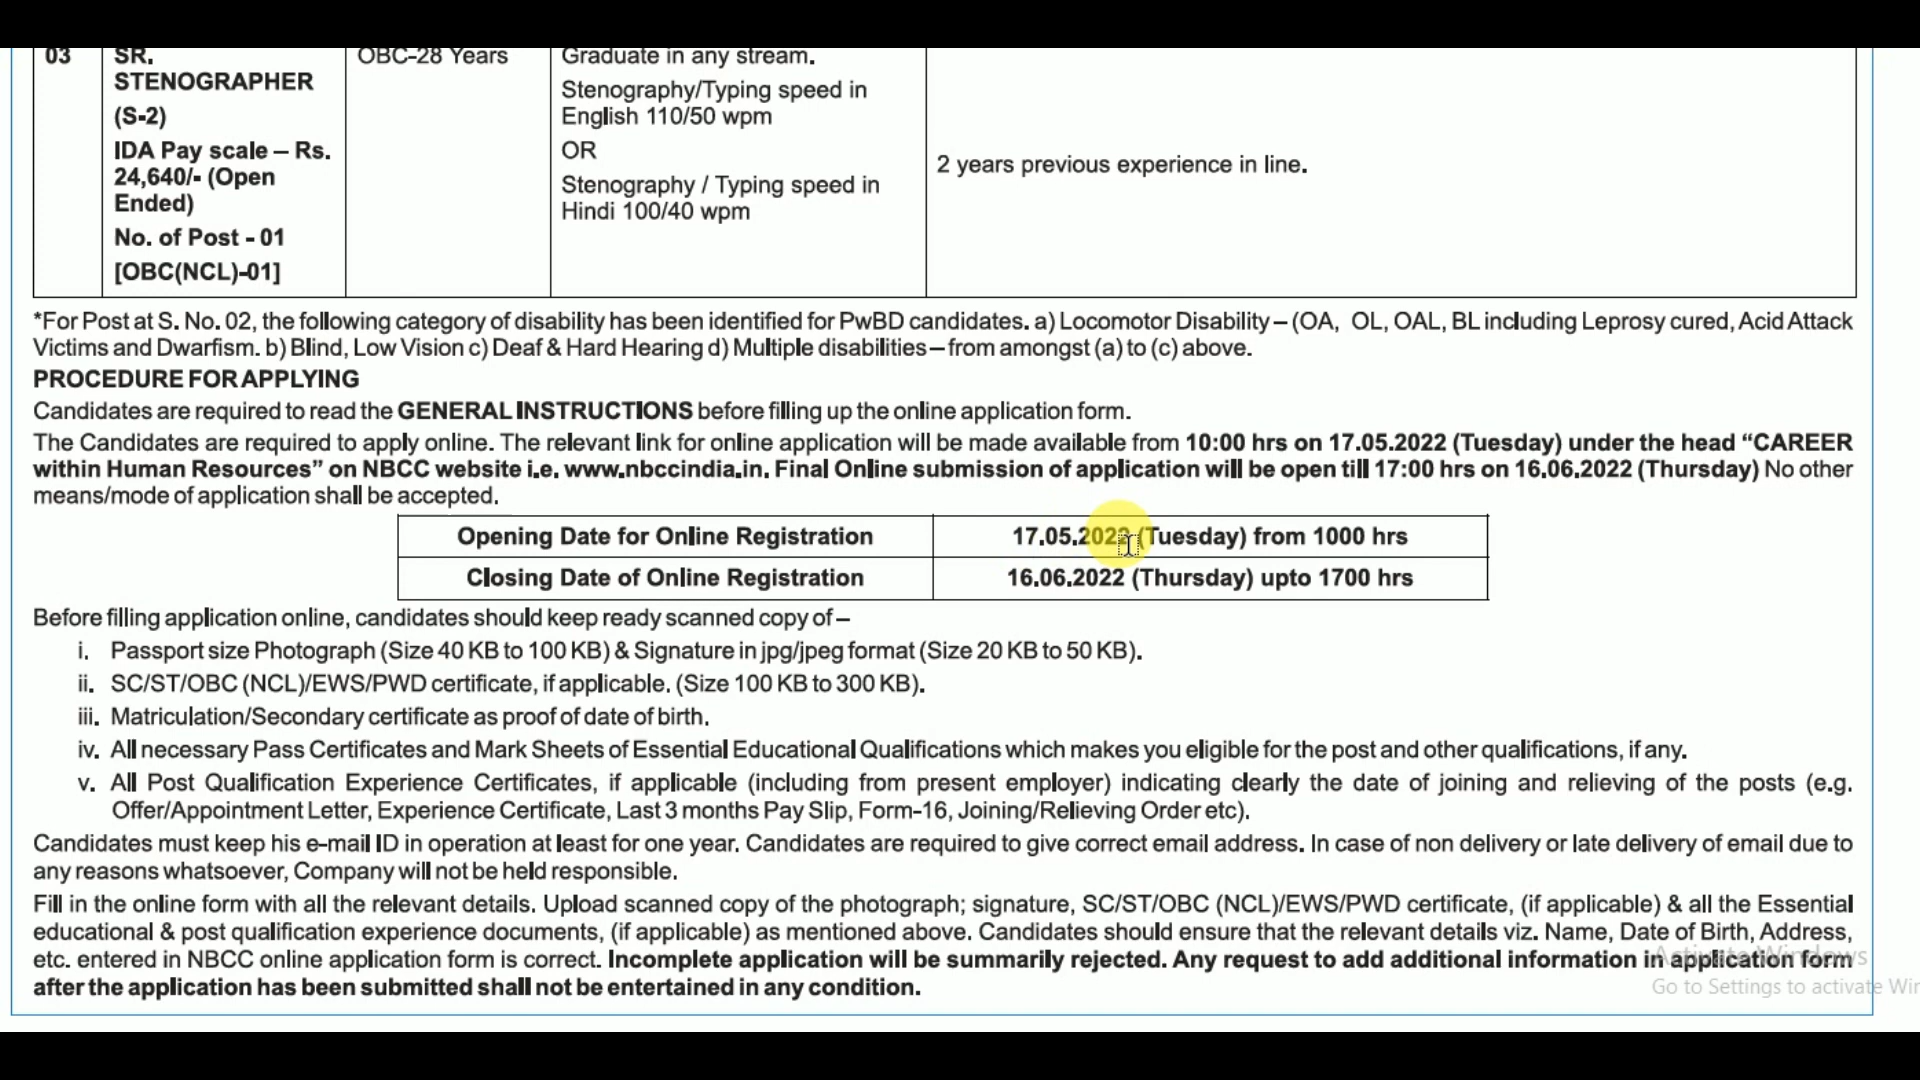 03
SR.
STENOGRAPHER
(S-2)
IDA Pay scale – Rs.
24,640/- (Open
Ended)
No. of Post - 01
[OBC(NCL)-01]
OBC-28 Years
Graduate in any stream.
Stenography/Typing speed in
English 110/50 wpm
OR
Stenography / Typing speed in
Hindi 100/40 wpm
2 years previous experience in line.
*For Post at S. No. 02, the following category of disability has been identified for PwBD candidates. a) Locomotor Disability – (OA, OL, OAL, BL including Leprosy cured, Acid Attack
Victims and Dwarfism. b) Blind, Low Vision c) Deaf & Hard Hearing d) Multiple disabilities – from amongst (a) to (c) above.
PROCEDURE FOR APPLYING
Candidates are required to read the GENERAL INSTRUCTIONS before filling up the online application form.
The Candidates are required to apply online. The relevant link for online application will be made available from 10:00 hrs on 17.05.2022 (Tuesday) under the head “CAREER
within Human Resources” on NBCC website i.e. www.nbccindia.in. Final Online submission of application will be open till 17:00 hrs on 16.06.2022 (Thursday) No other
means/mode of application shall be accepted.
Opening Date for Online Registration 17.05.2022 (Tuesday) from 1000 hrs
Closing Date of Online Registration 16.06.2022 (Thursday) upto 1700 hrs
Before filling application online, candidates should keep ready scanned copy of –
i. Passport size Photograph (Size 40 KB to 100 KB) & Signature in jpg/jpeg format (Size 20 KB to 50 KB).
ii. SC/ST/OBC (NCL)/EWS/PWD certificate, if applicable. (Size 100 KB to 300 KB).
iii. Matriculation/Secondary certificate as proof of date of birth.
iv. All necessary Pass Certificates and Mark Sheets of Essential Educational Qualifications which makes you eligible for the post and other qualifications, if any.
v. All Post Qualification Experience Certificates, if applicable (including from present employer) indicating clearly the date of joining and relieving of the posts (e.g.
Offer/Appointment Letter, Experience Certificate, Last 3 months Pay Slip, Form-16, Joining/Relieving Order etc).
Candidates must keep his e-mail ID in operation at least for one year. Candidates are required to give correct email address. In case of non delivery or late delivery of email due to
any reasons whatsoever, Company will not be held responsible.
Fill in the online form with all the relevant details. Upload scanned copy of the photograph; signature, SC/ST/OBC (NCL)/EWS/PWD certificate, (if applicable) & all the Essential
educational & post qualification experience documents, (if applicable) as mentioned above. Candidates should ensure that the relevant details viz. Name, Date of Birth, Address,
etc. entered in NBCC online application form is correct. Incomplete application will be summarily rejected. Any request to add additional information in application form
after the application has been submitted shall not be entertained in any condition.
Activate Windows
Go to Settings to activate Win